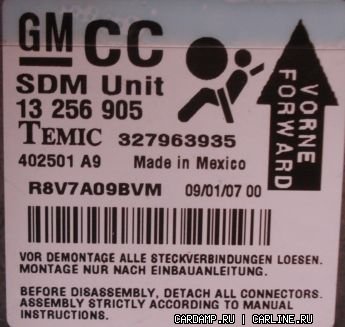 GM CC
SDM Unit
13 256 905
TEMIC 327963935
402501 A9 Made in Mexico
R8V7A09BVM 09/01/07 00
VORNE
FORWARD
VOR DEMONTAGE ALLE STECKVERBINDUNGEN LOESEN.
MONTAGE NUR NACH EINBAUANLEITUNG.
BEFORE DISASSEMBLY, DETACH ALL CONNECTORS.
ASSEMBLY STRICTLY ACCORDING TO MANUAL
INSTRUCTIONS.
CARDAMP.RU / CARLINE.RU